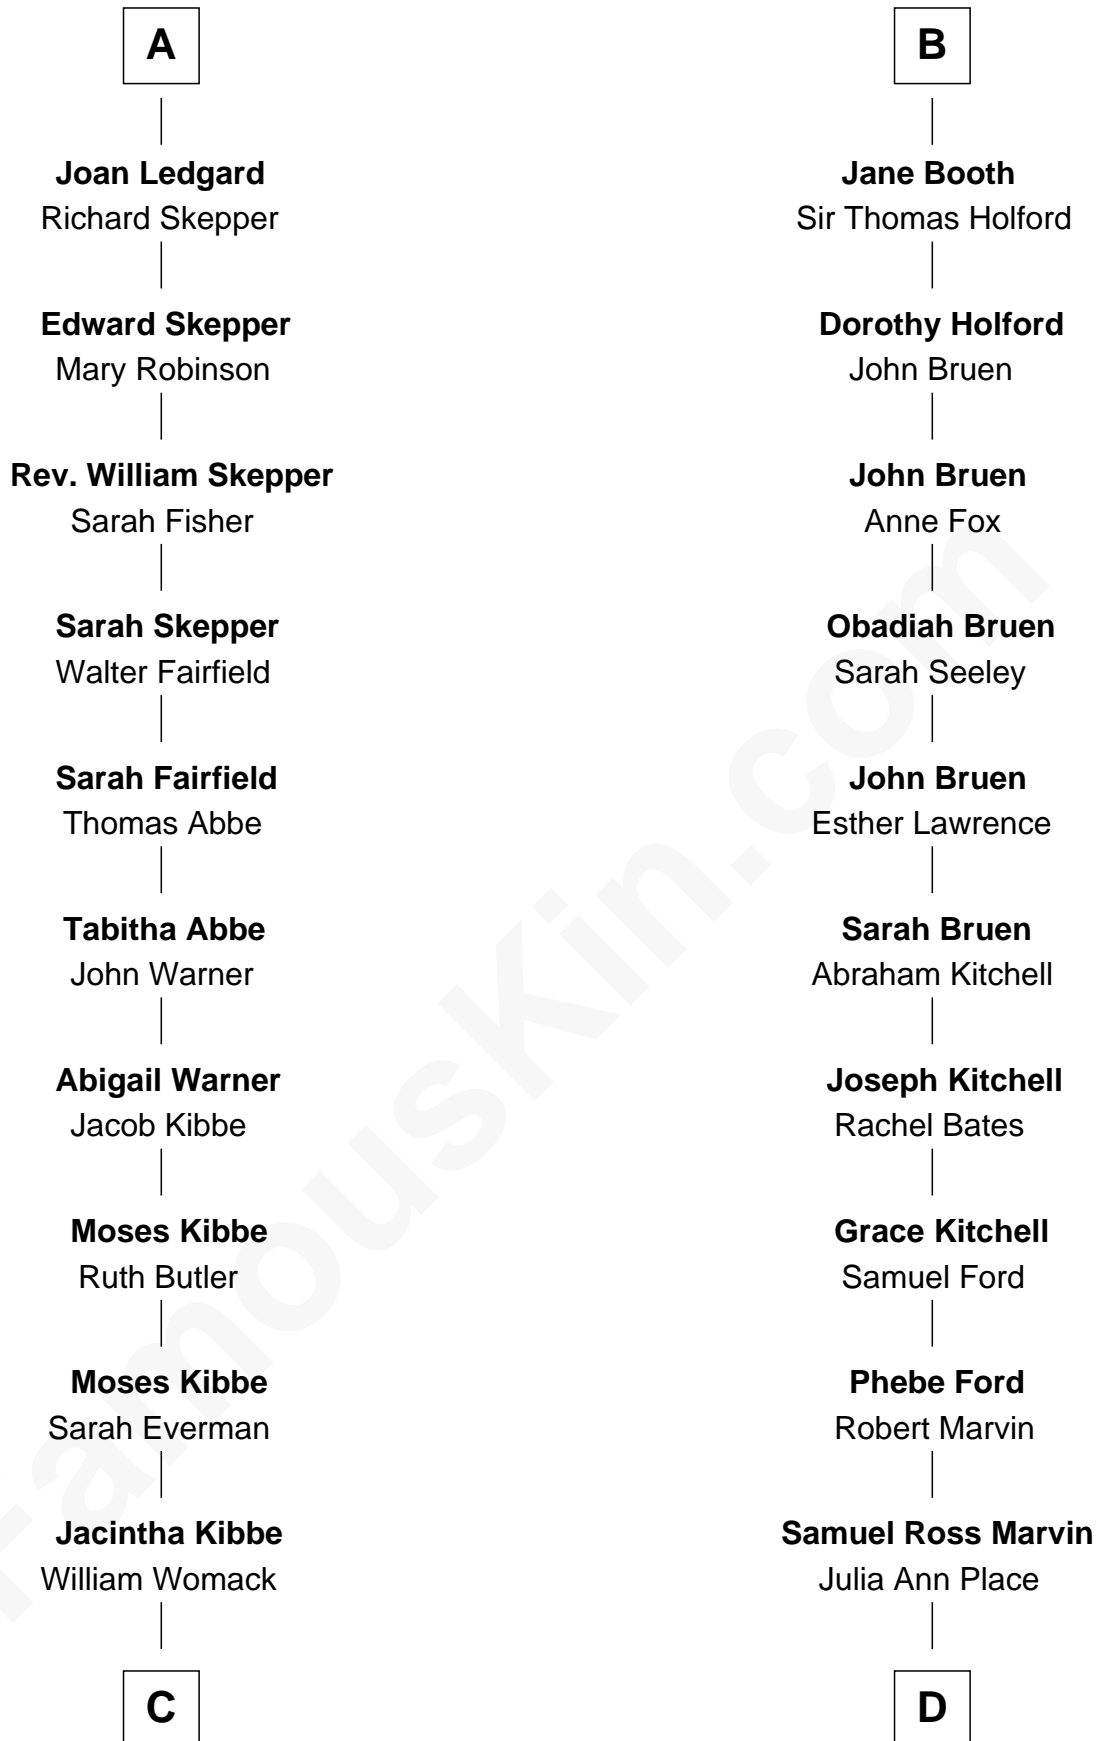 A
Joan Ledgard
Richard Skepper
Edward Skepper
Mary Robinson
Rev. William Skepper
Sarah Fisher
Sarah Skepper
Walter Fairfield
Sarah Fairfield
Thomas Abbe
Tabitha Abbe
John Warner
Abigail Warner
Jacob Kibbe
Moses Kibbe
Ruth Butler
Moses Kibbe
Sarah Everman
Jacintha Kibbe
William Womack
C
B
Jane Booth
Sir Thomas Holford
Dorothy Holford
John Bruen
John Bruen
Anne Fox
Obadiah Bruen
Sarah Seeley
John Bruen
Esther Lawrence
Sarah Bruen
Abraham Kitchell
Joseph Kitchell
Rachel Bates
Grace Kitchell
Samuel Ford
Phebe Ford
Robert Marvin
Samuel Ross Marvin
Julia Ann Place
D
FamousKin.com